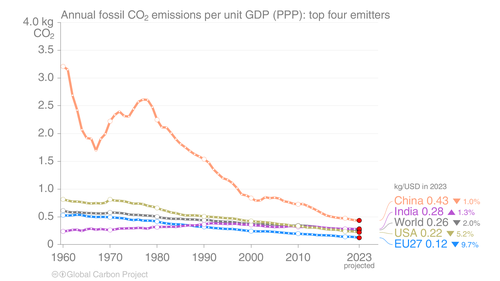 Annual fossil CO₂ emissions per unit GDP (PPP): top four emitters
4.0 kg
CO₂
3.5
3.0
2.5
2.0
1.5
1.0
0.5
0
1960 1970 1980 1990 2000 2010 2023
projected
kg/USD in 2023
China 0.43 ▼ 1.0%
India 0.28 ▲ 1.3%
World 0.26 ▼ 2.0%
USA 0.22 ▼ 5.2%
EU27 0.12 ▼ 9.7%
Global Carbon Project